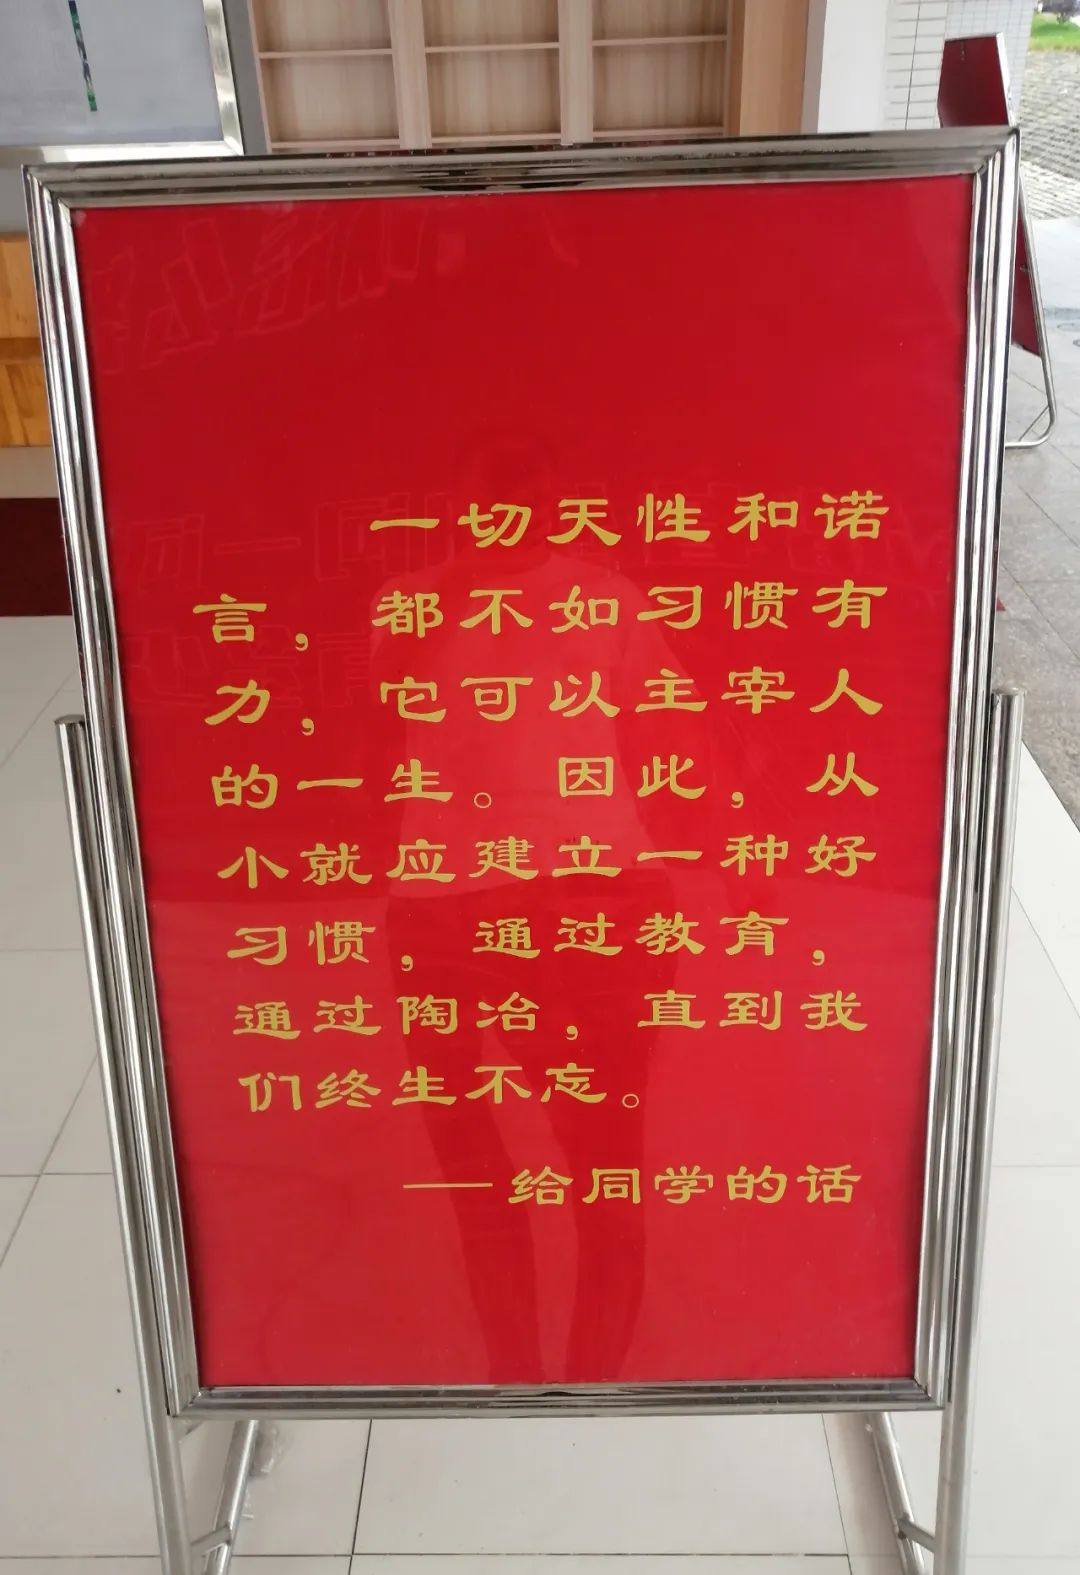 一切天性和诺
言，都不如习惯有
力，它可以主宰人
的一生。因此，从
小就应建立一种好
习惯，通过教育，
通过陶冶，直到我
们终生不忘。
——给同学的话